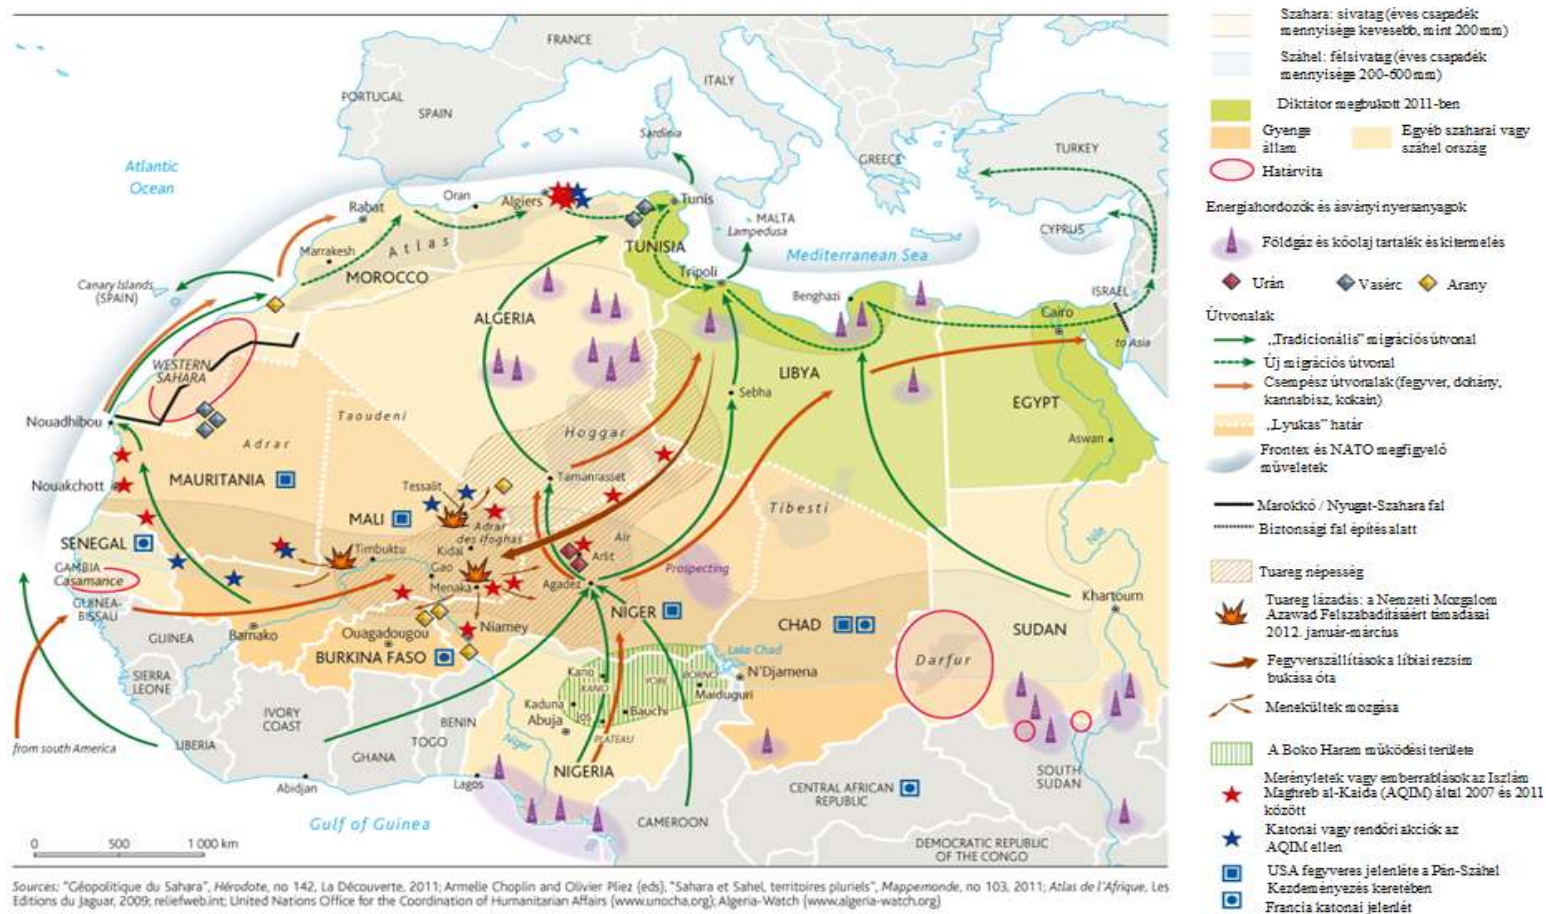 FRANCE
ITALY
PORTUGAL
SPAIN
Sardinia
GREECE
TURKEY
Atlantic
Ocean
Oran
Algiers
Tunis
Rabat
MALTA
Lampedusa
CYPRUS
TUNISIA
Mediterranean Sea
Atlas
Marrakesh
MOROCCO
Tripoli
Canary Islands
(SPAIN)
Benghazi
ISRAEL
Cairo
to Asia
ALGERIA
WESTERN
SAHARA
LIBYA
Sebha
EGYPT
Nouadhibou
Taoudeni
Hoggar
Adrar
Aswan
MAURITANIA
Tamanrasset
Nouakchott
Tessalit
Tibesti
MALI
Adrar
des Ifoghas
Nile
SENEGAL
Timbuktu
Kidal
Aïr
Arlit
GAMBIA
Casamance
Gao
Menaka
Agadez
Prospecting
Khartoum
GUINEA-
BISSAU
NIGER
GUINEA
Bamako
Ouagadougou
Niamey
CHAD
SUDAN
BURKINA FASO
Lake Chad
Darfur
SIERRA
LEONE
Kano
KANO
YOBE
BORNO
N'Djamena
Maiduguri
IVORY
COAST
Kaduna
Abuja
Jos
Bauchi
PLATEAU
BENIN
TOGO
Niger
from south America
LIBERIA
GHANA
NIGERIA
SOUTH
SUDAN
Abidjan
Lagos
CENTRAL AFRICAN
REPUBLIC
Gulf of Guinea
CAMEROON
DEMOCRATIC REPUBLIC
OF THE CONGO
0 500 1 000 km
Sources: "Géopolitique du Sahara", Hérodote, no 142, La Découverte, 2011; Armelle Choplin and Olivier Pliez (eds), "Sahara et Sahel, territoires pluriels", Mappemonde, no 103, 2011; Atlas de l'Afrique, Les
Editions du Jaguar, 2009; reliefweb.int; United Nations Office for the Coordination of Humanitarian Affairs (www.unocha.org); Algeria-Watch (www.algeria-watch.org)
Szahara: sivatag (éves csapadék
mennyisége kevesebb, mint 200mm)
Száhel: félsivatag (éves csapadék
mennyisége 200-600mm)
Diktátor megbukott 2011-ben
Gyenge
állam
Egyéb szaharai vagy
száhel ország
Határvita
Energiahordozók és ásványi nyersanyagok
Földgáz és kőolaj tartalék és kitermelés
Urán
Vasérc
Arany
Útvonalak
„Tradicionális” migrációs útvonal
Új migrációs útvonal
Csempész útvonalak (fegyver, dohány,
kannabisz, kokain)
„Lyukas” határ
Frontex és NATO megfigyelő
műveletek
Marokkó / Nyugat-Szahara fal
Biztonsági fal építés alatt
Tuareg népesség
Tuareg lázadás: a Nemzeti Mozgalom
Azawad Felszabadításáért támadásai
2012. január-március
Fegyverszállítások a líbiai rezsim
bukása óta
Menekültek mozgása
A Boko Haram működési területe
Merényletek vagy emberrablások az Iszlám
Maghreb al-Kaida (AQIM) által 2007 és 2011
között
Katonai vagy rendőri akciók az
AQIM ellen
USA fegyveres jelenléte a Pán-Száhel
Kezdeményezés keretében
Francia katonai jelenlét